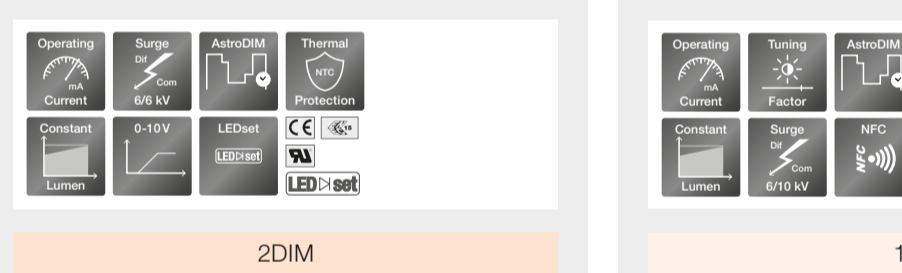 Operating
mA
Current
Surge
Dif
Com
6/6 kV
AstroDIM
Thermal
NTC
Protection
Constant
Lumen
0-10V
LEDset
LEDset
CE
LEDset
2DIM
Operating
mA
Current
Tuning
Factor
AstroDIM
Constant
Lumen
Surge
Dif
Com
6/10 kV
NFC
NFC
1